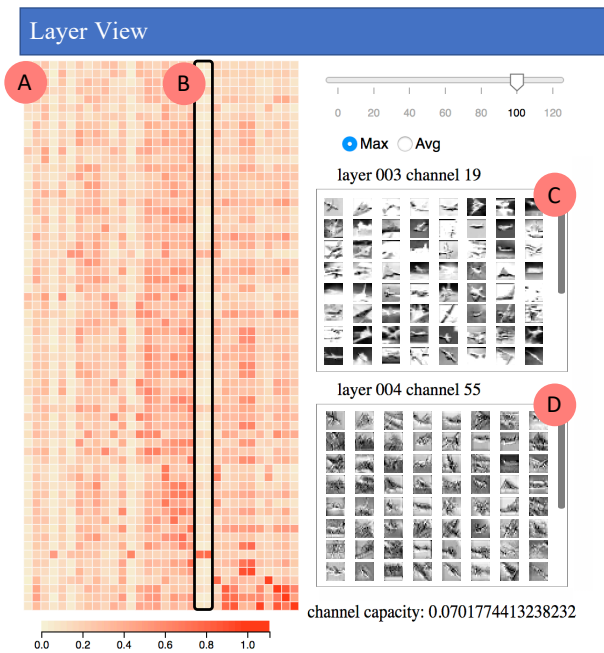 Layer View
A
B
0 20 40 60 80 100 120
Max Avg
layer 003 channel 19
C
layer 004 channel 55
D
channel capacity: 0.0701774413238232
0.0 0.2 0.4 0.6 0.8 1.0